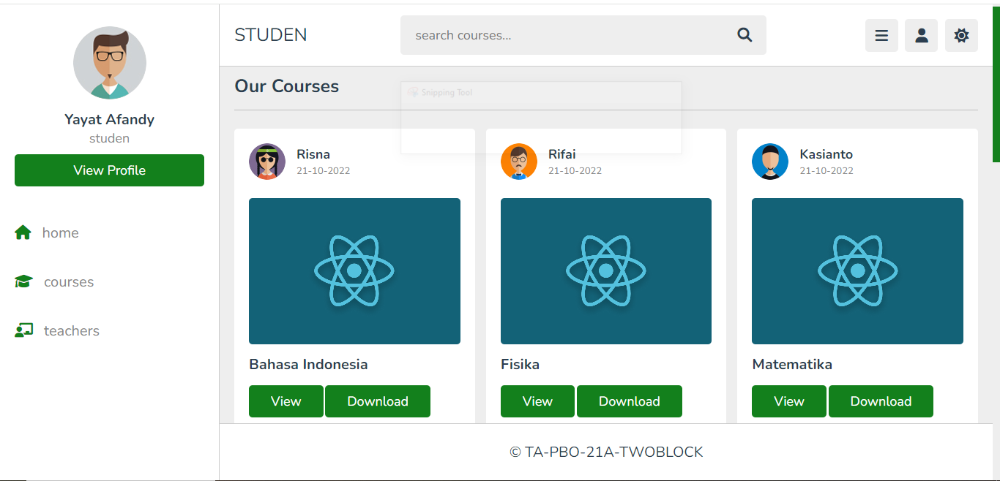 STUDEN
search courses...
Yayat Afandy
studen
View Profile
home
courses
teachers
Our Courses
Snipping Tool
Risna
21-10-2022
Bahasa Indonesia
View Download
Rifai
21-10-2022
Fisika
View Download
Kasianto
21-10-2022
Matematika
View Download
© TA-PBO-21A-TWOBLOCK